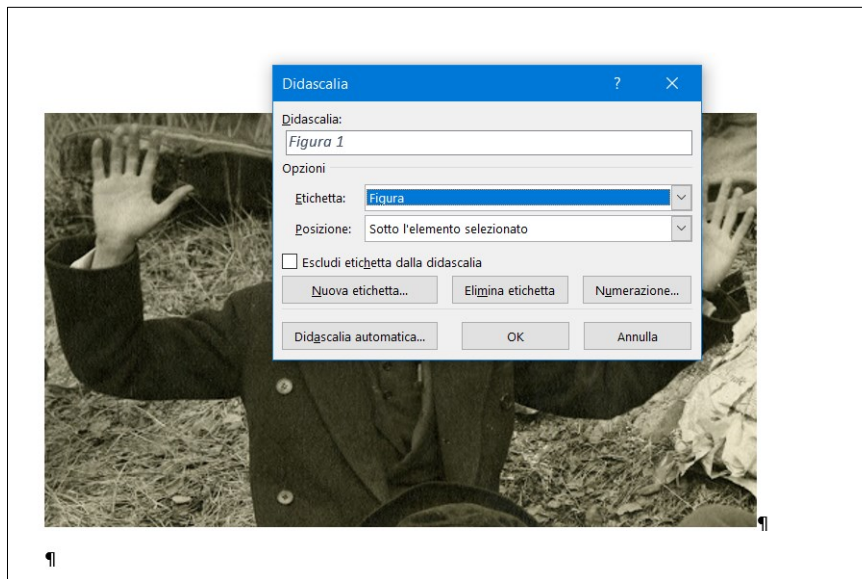 Didascalia
Didascalia:
Figura 1
Opzioni
Etichetta: Figura
Posizione: Sotto l'elemento selezionato
Escludi etichetta dalla didascalia
Nuova etichetta... Elimina etichetta Numerazione...
Didascalia automatica... OK Annulla
¶
¶